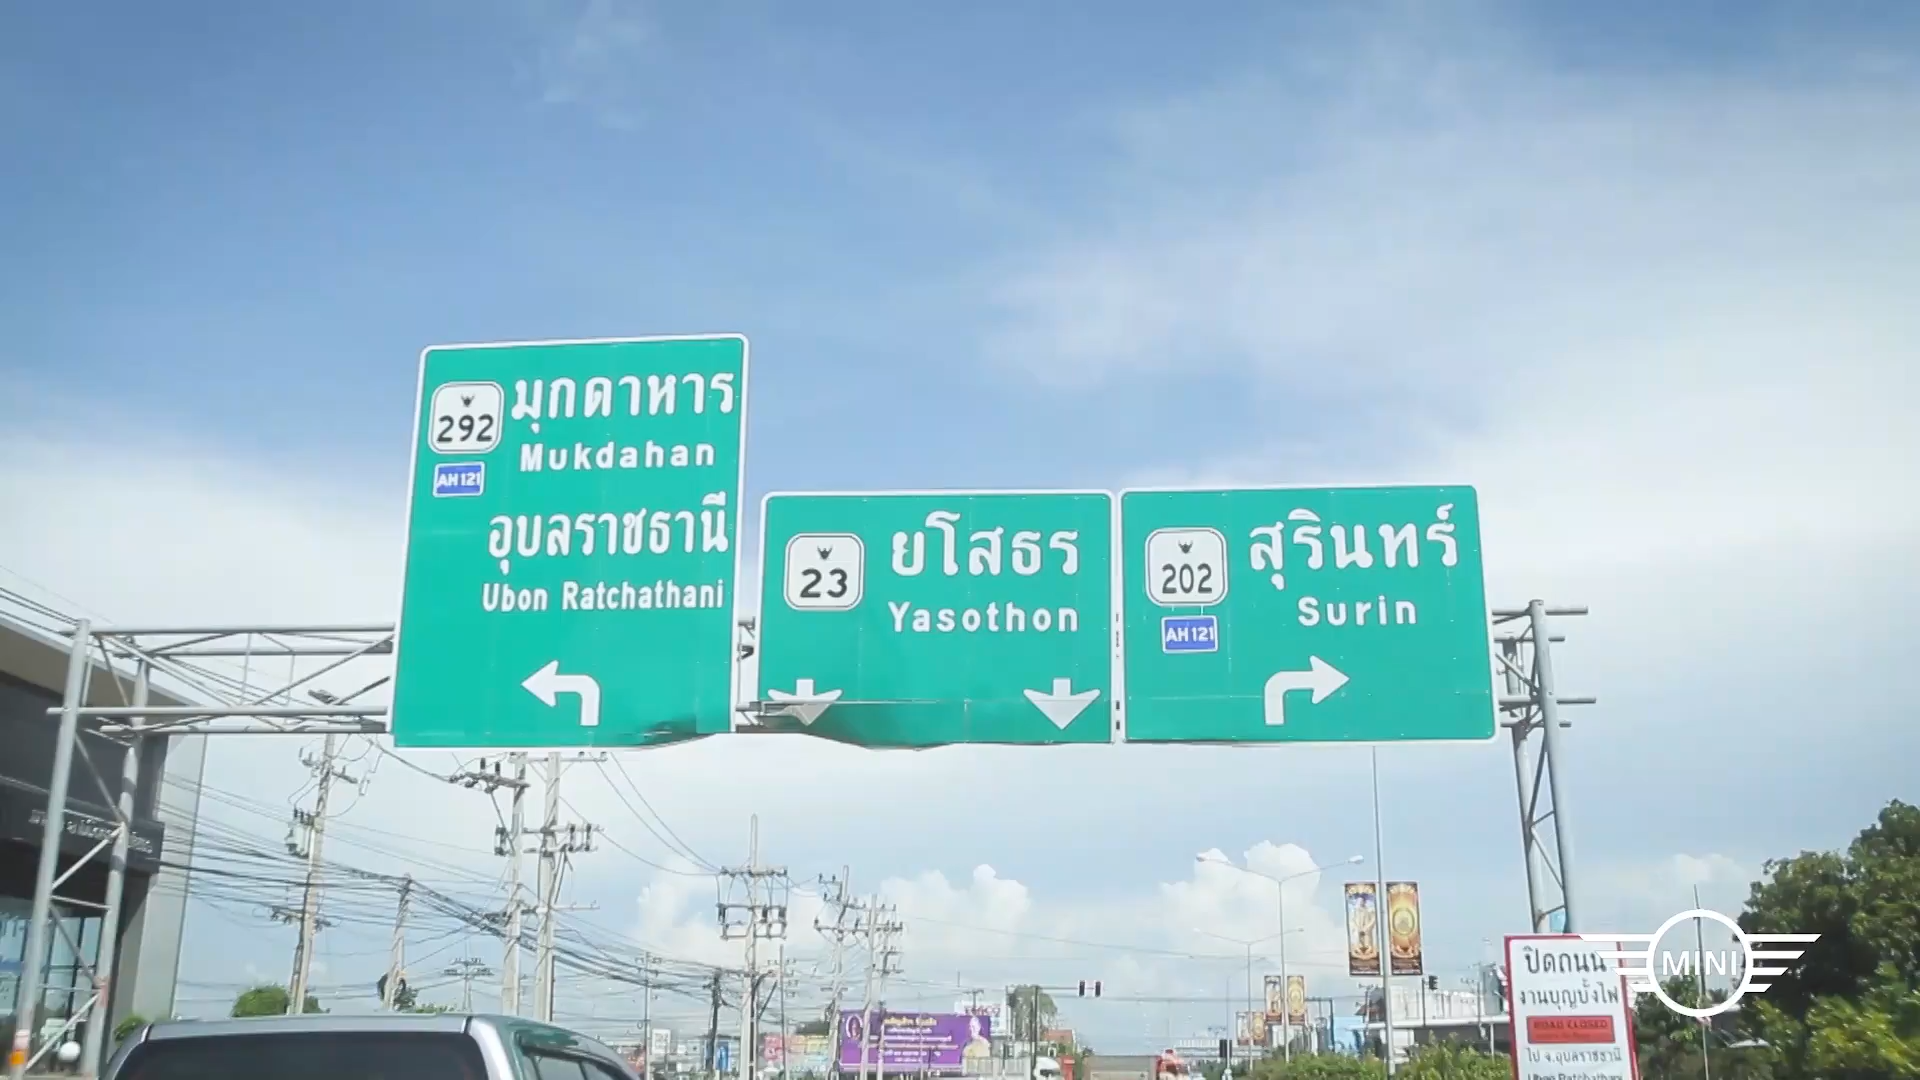 292
มุกดาหาร
Mukdahan
AH121
อุบลราชธานี
Ubon Ratchathani
23
ยโสธร
Yasothon
202
สุรินทร์
Surin
AH121
MINI
ปิดถนน
งานบุญบั้งไฟ
ROAD CLOSED
ไป จ.อุบลราชธานี
Ubon Ratchathani